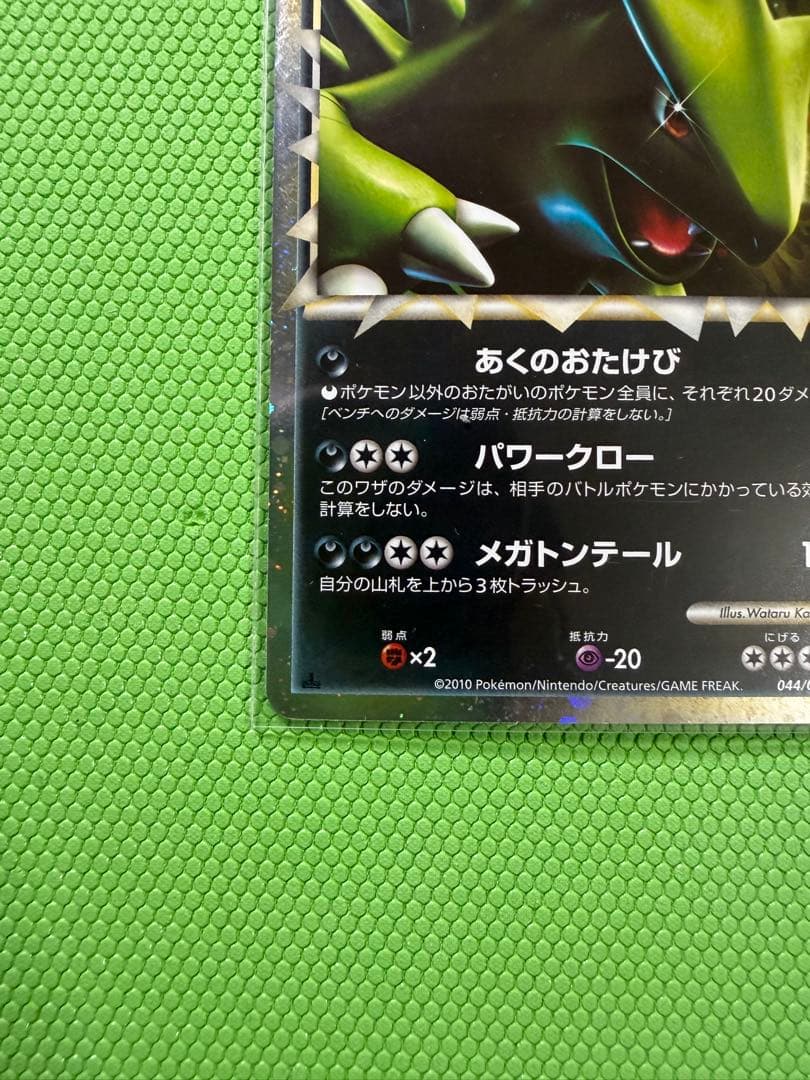 あくのおたけび
ポケモン以外のおたがいのポケモン全員に、それぞれ20ダメ
[ベンチへのダメージは弱点・抵抗力の計算をしない。]
パワークロー
このワザのダメージは、相手のバトルポケモンにかかっている効
計算をしない。
メガトンテール 1
自分の山札を上から3枚トラッシュ。
Illus. Wataru Ka
弱点 抵抗力 にげる
×2 -20
©2010 Pokémon/Nintendo/Creatures/GAME FREAK. 044/